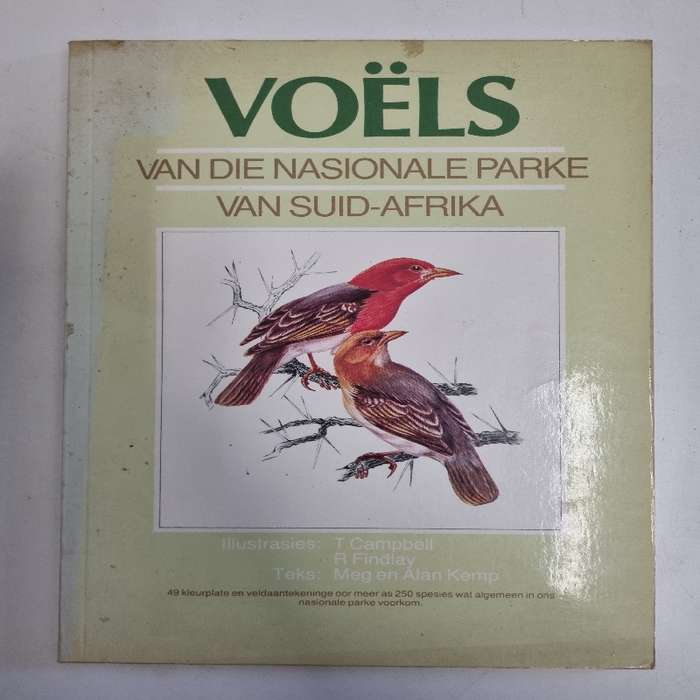 VOËLS
VAN DIE NASIONALE PARKE
VAN SUID-AFRIKA
Illustrasies: T Campbell
R Findlay
Teks: Meg en Alan Kemp
49 kleurplate en veldaantekeninge oor meer as 250 spesies wat algemeen in ons
nasionale parke voorkom.